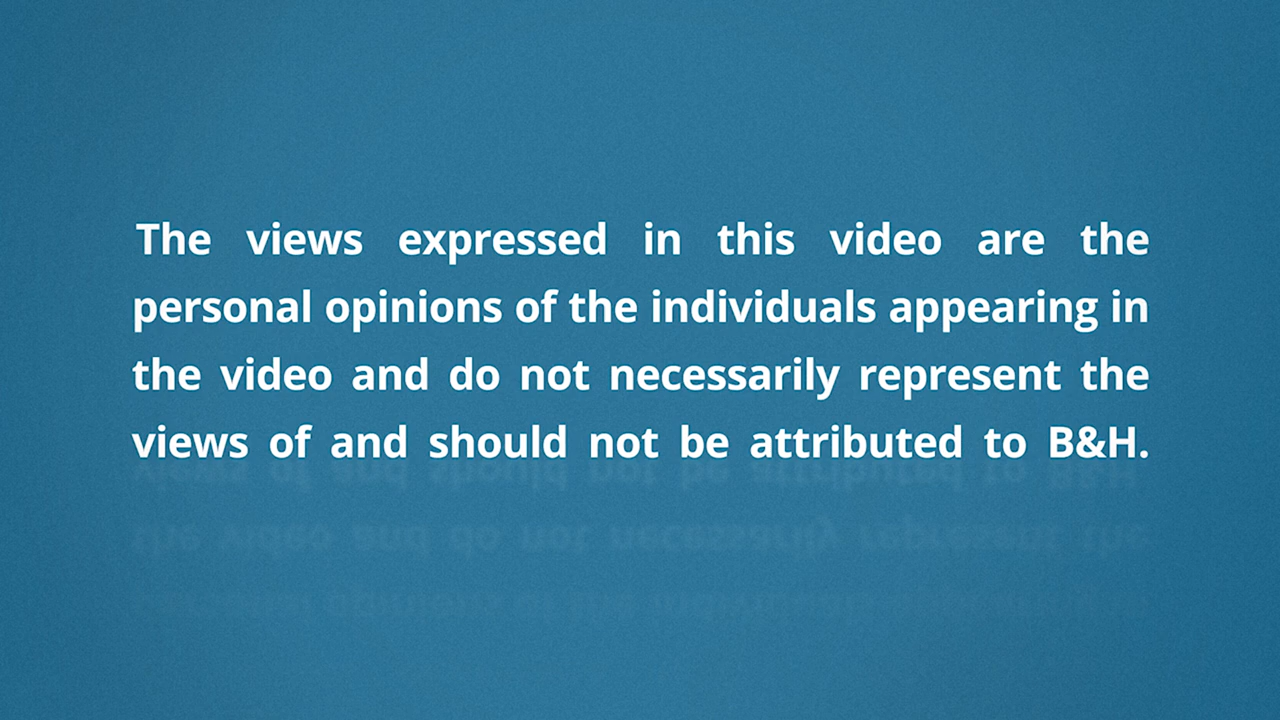 The views expressed in this video are the
personal opinions of the individuals appearing in
the video and do not necessarily represent the
views of and should not be attributed to B&H.